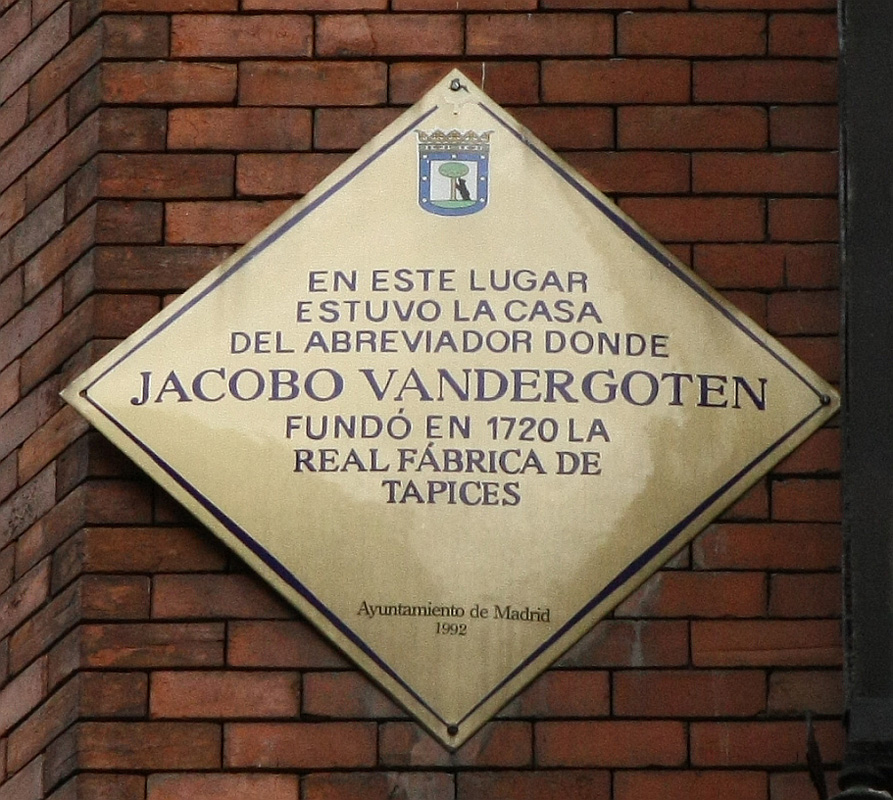 EN ESTE LUGAR
ESTUVO LA CASA
DEL ABREVIADOR DONDE
JACOBO VANDERGOTEN
FUNDÓ EN 1720 LA
REAL FÁBRICA DE
TAPICES
Ayuntamiento de Madrid
1992